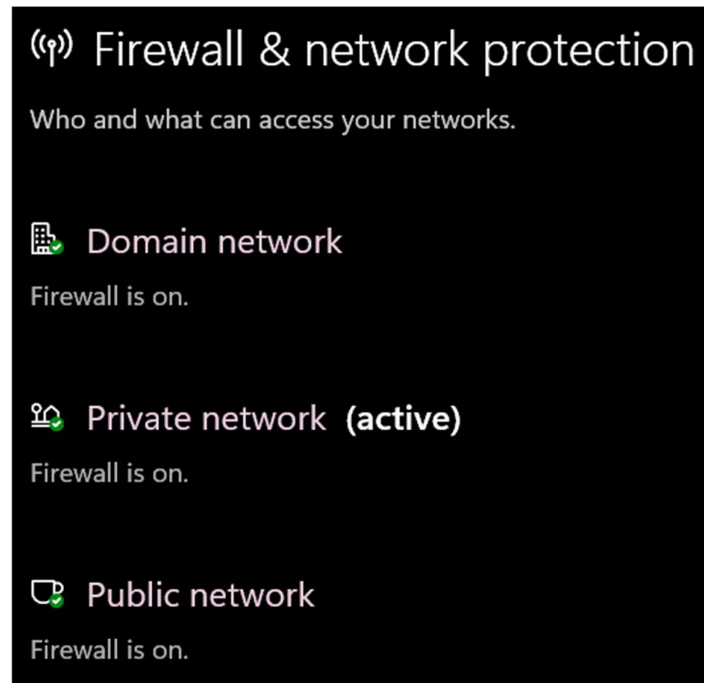 Firewall & network protection
Who and what can access your networks.
Domain network
Firewall is on.
Private network (active)
Firewall is on.
Public network
Firewall is on.